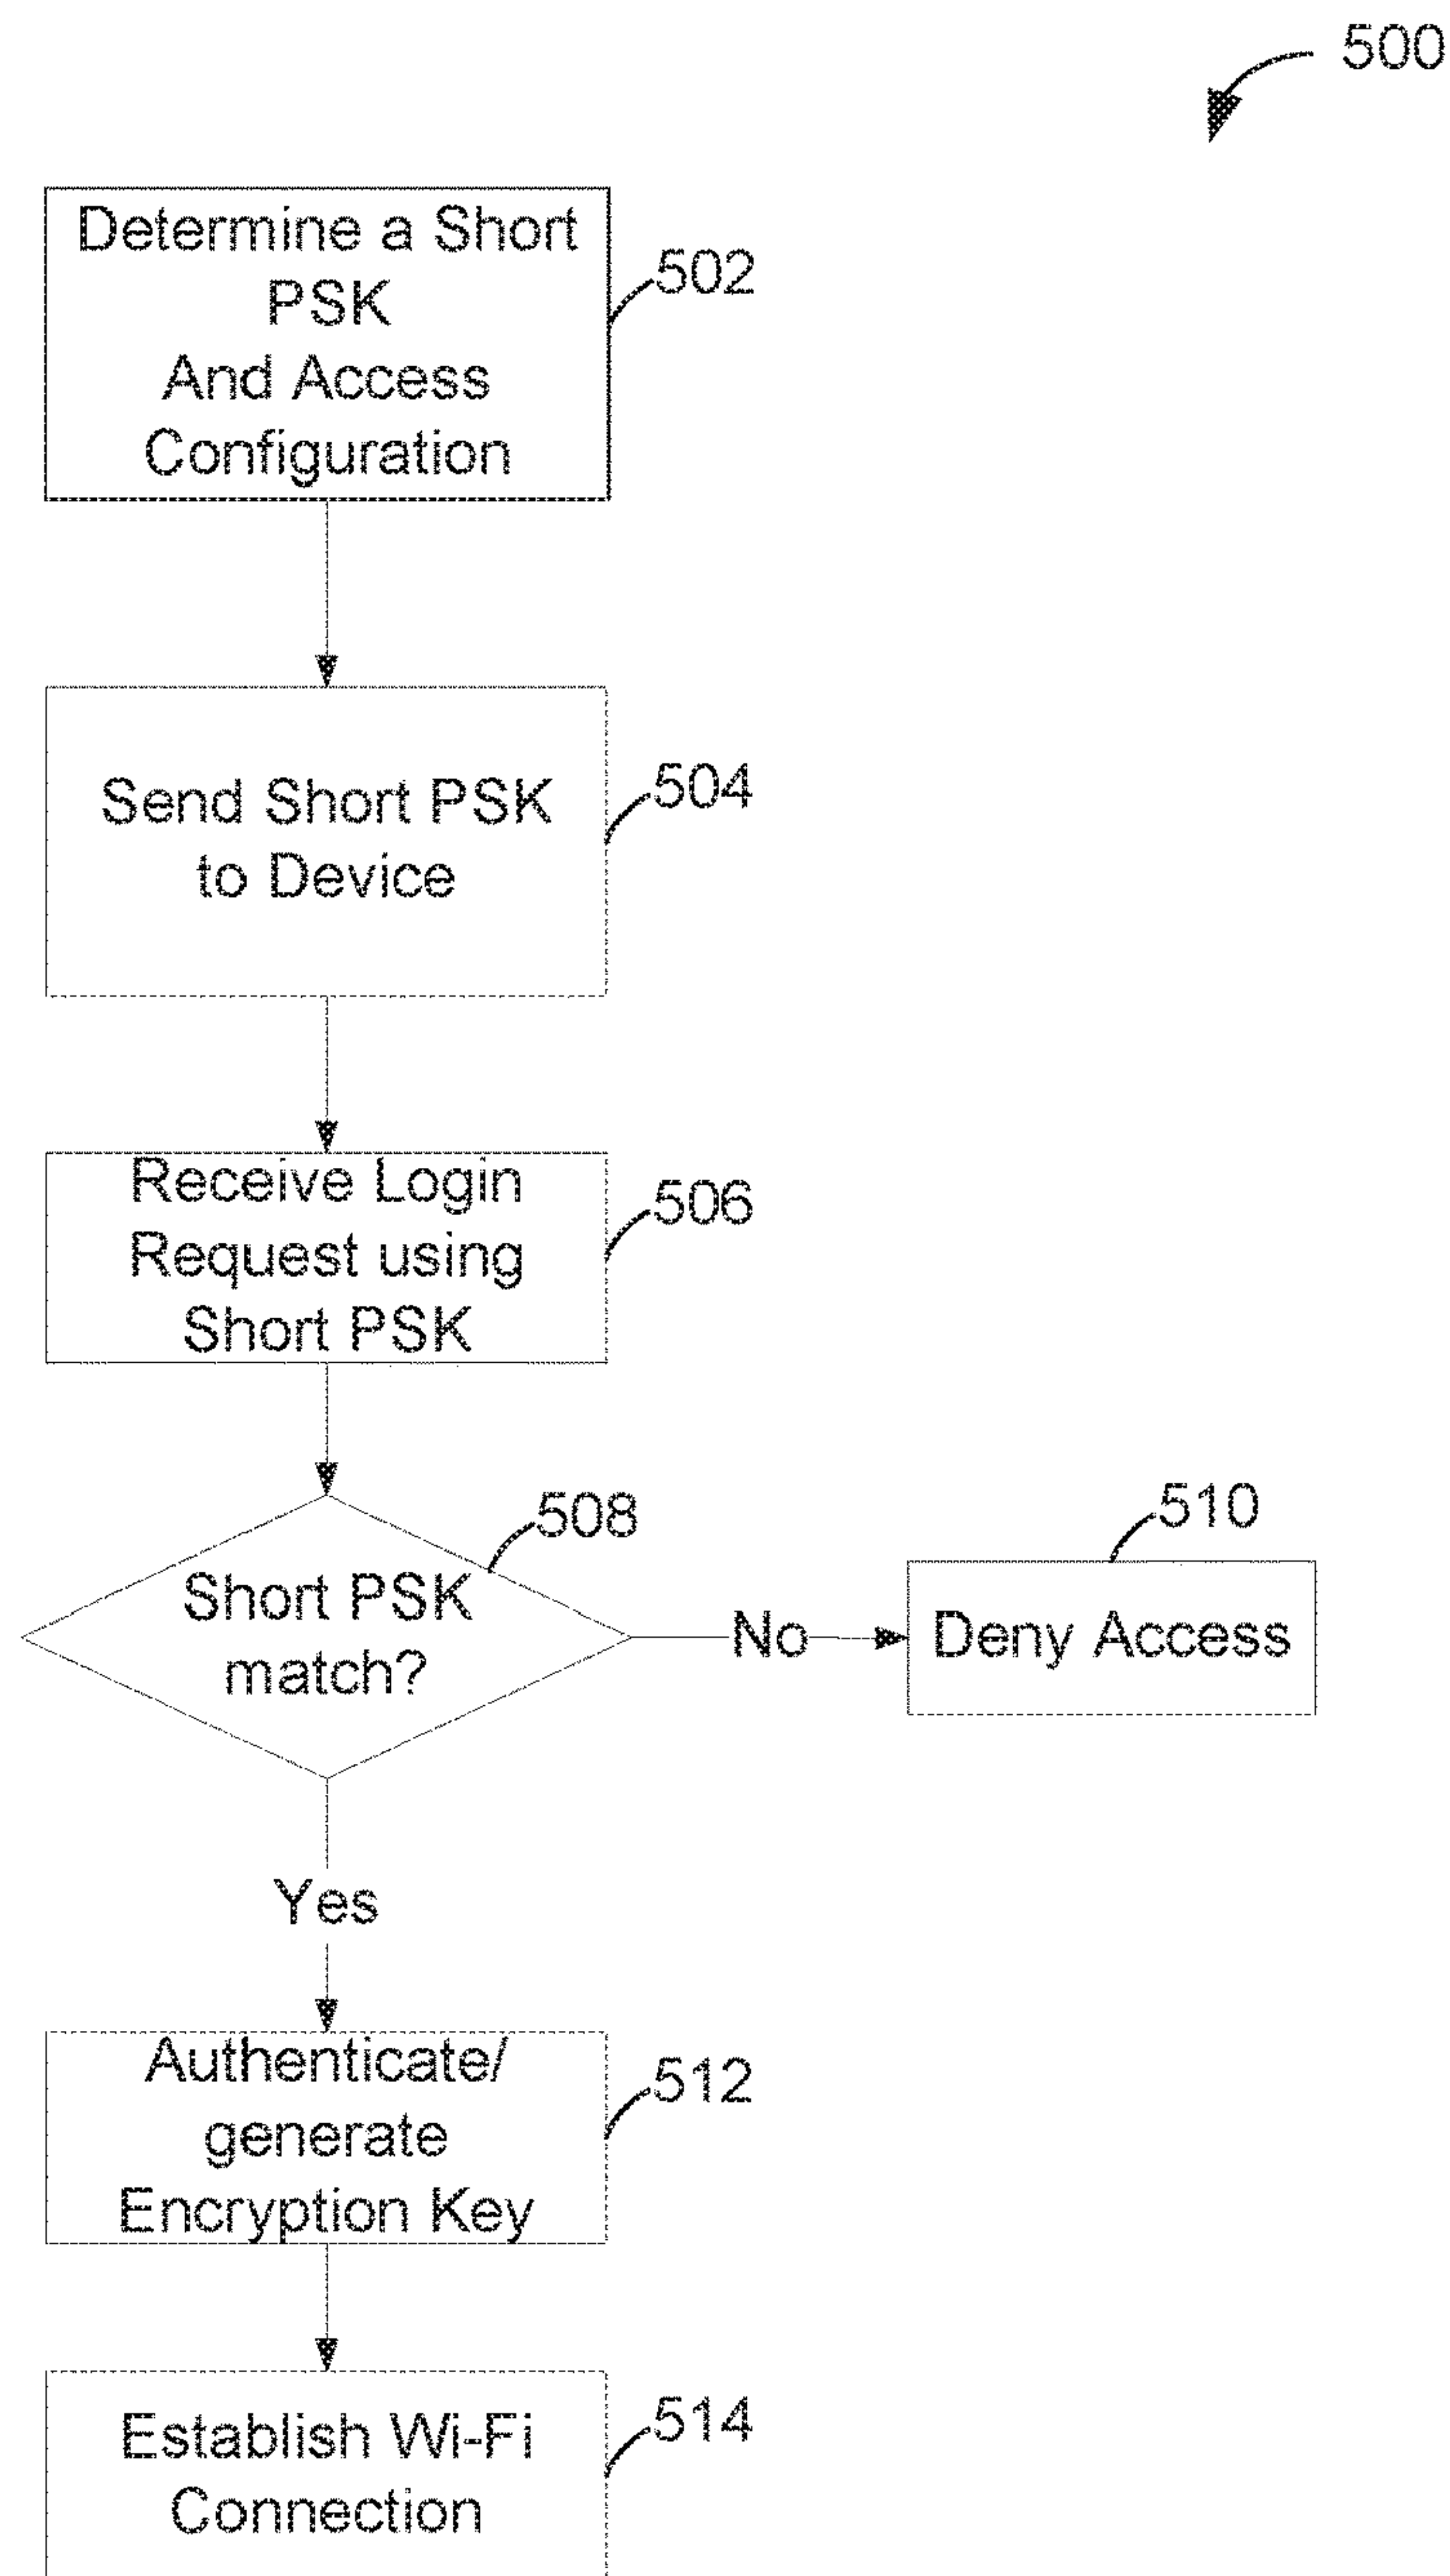 500
Determine a Short
PSK
And Access
Configuration
502
Send Short PSK
to Device
504
Receive Login
Request using
Short PSK
506
Short PSK
match?
508
No
Deny Access
510
Yes
Authenticate/
generate
Encryption Key
512
Establish Wi-Fi
Connection
514